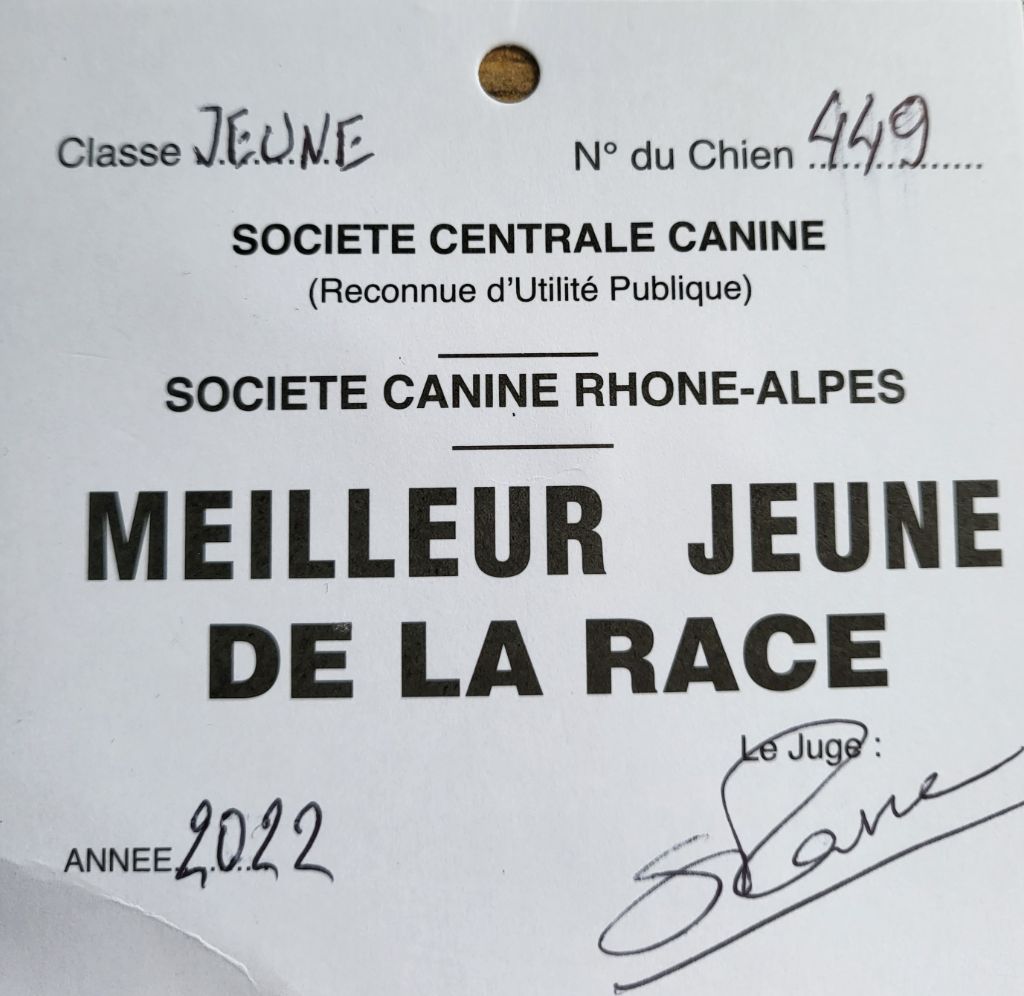 Classe JEUNE N° du Chien 449
SOCIETE CENTRALE CANINE
(Reconnue d'Utilité Publique)
SOCIETE CANINE RHONE-ALPES
MEILLEUR JEUNE
DE LA RACE
Le Juge :
ANNEE 2022